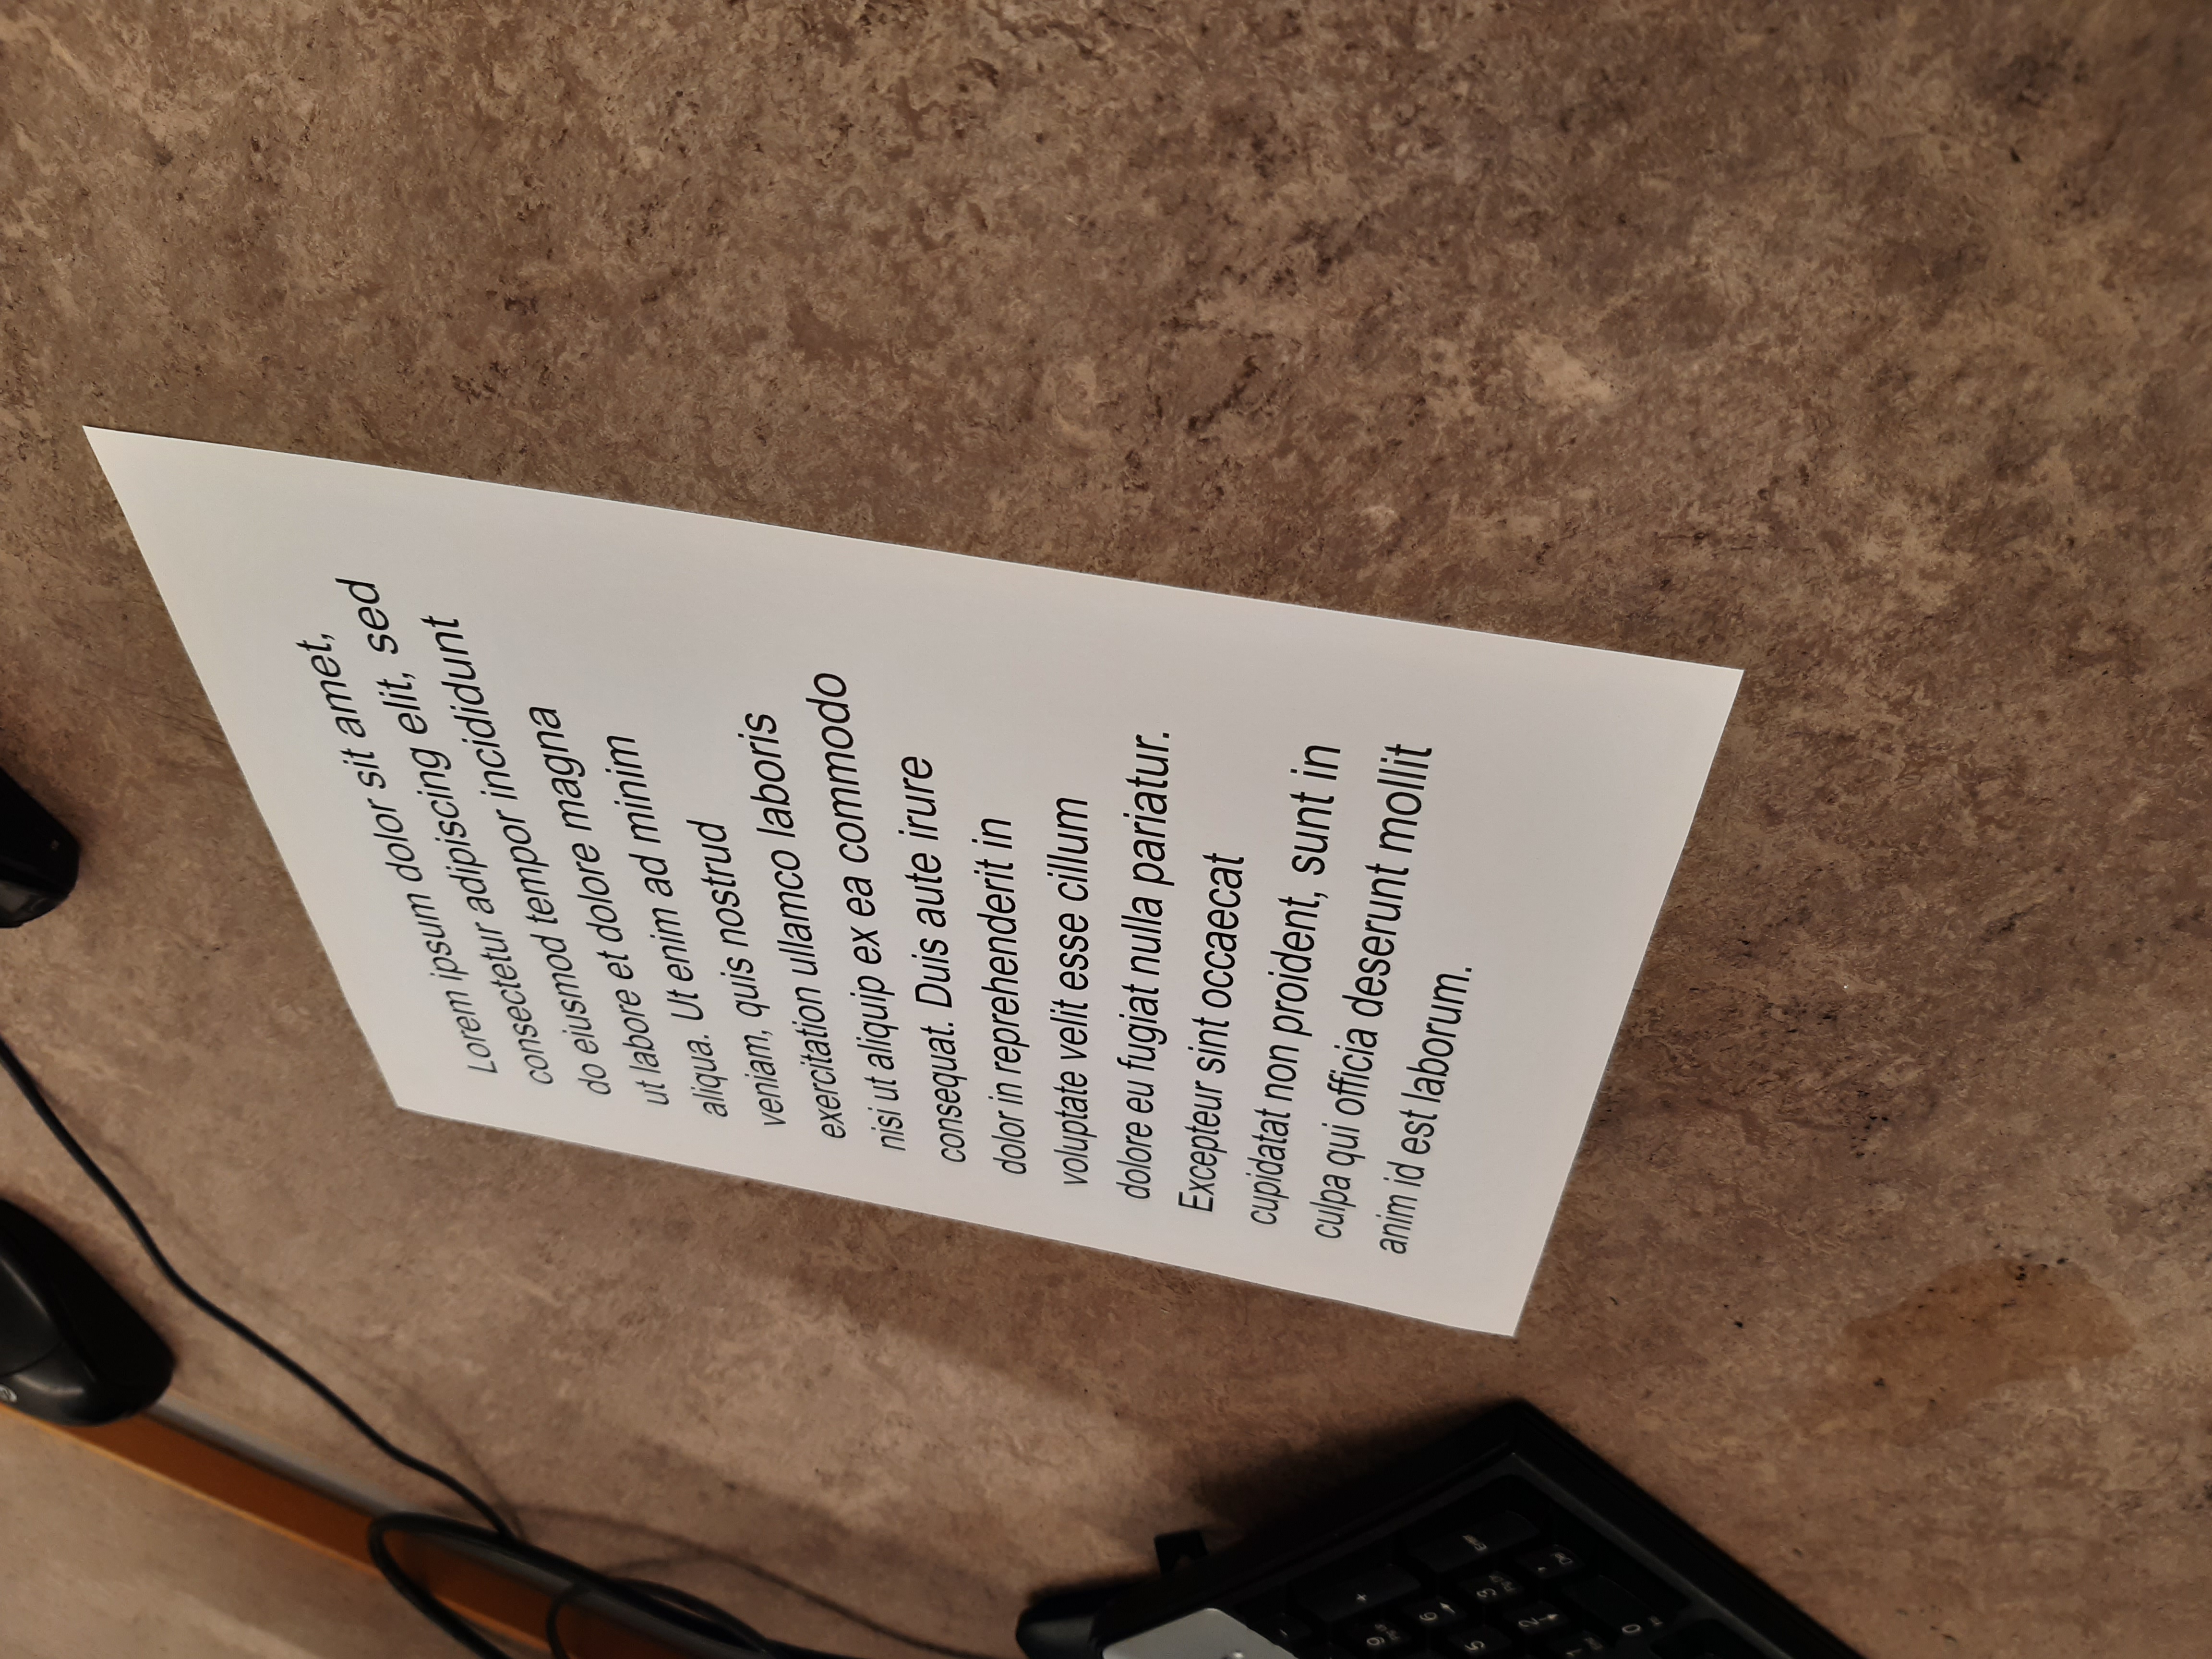 Lorem ipsum dolor sit amet,
consectetur adipiscing elit, sed
do eiusmod tempor incididunt
ut labore et dolore magna
aliqua. Ut enim ad minim
veniam, quis nostrud
exercitation ullamco laboris
nisi ut aliquip ex ea commodo
consequat. Duis aute irure
dolor in reprehenderit in
voluptate velit esse cillum
dolore eu fugiat nulla pariatur.
Excepteur sint occaecat
cupidatat non proident, sunt in
culpa qui officia deserunt mollit
anim id est laborum.